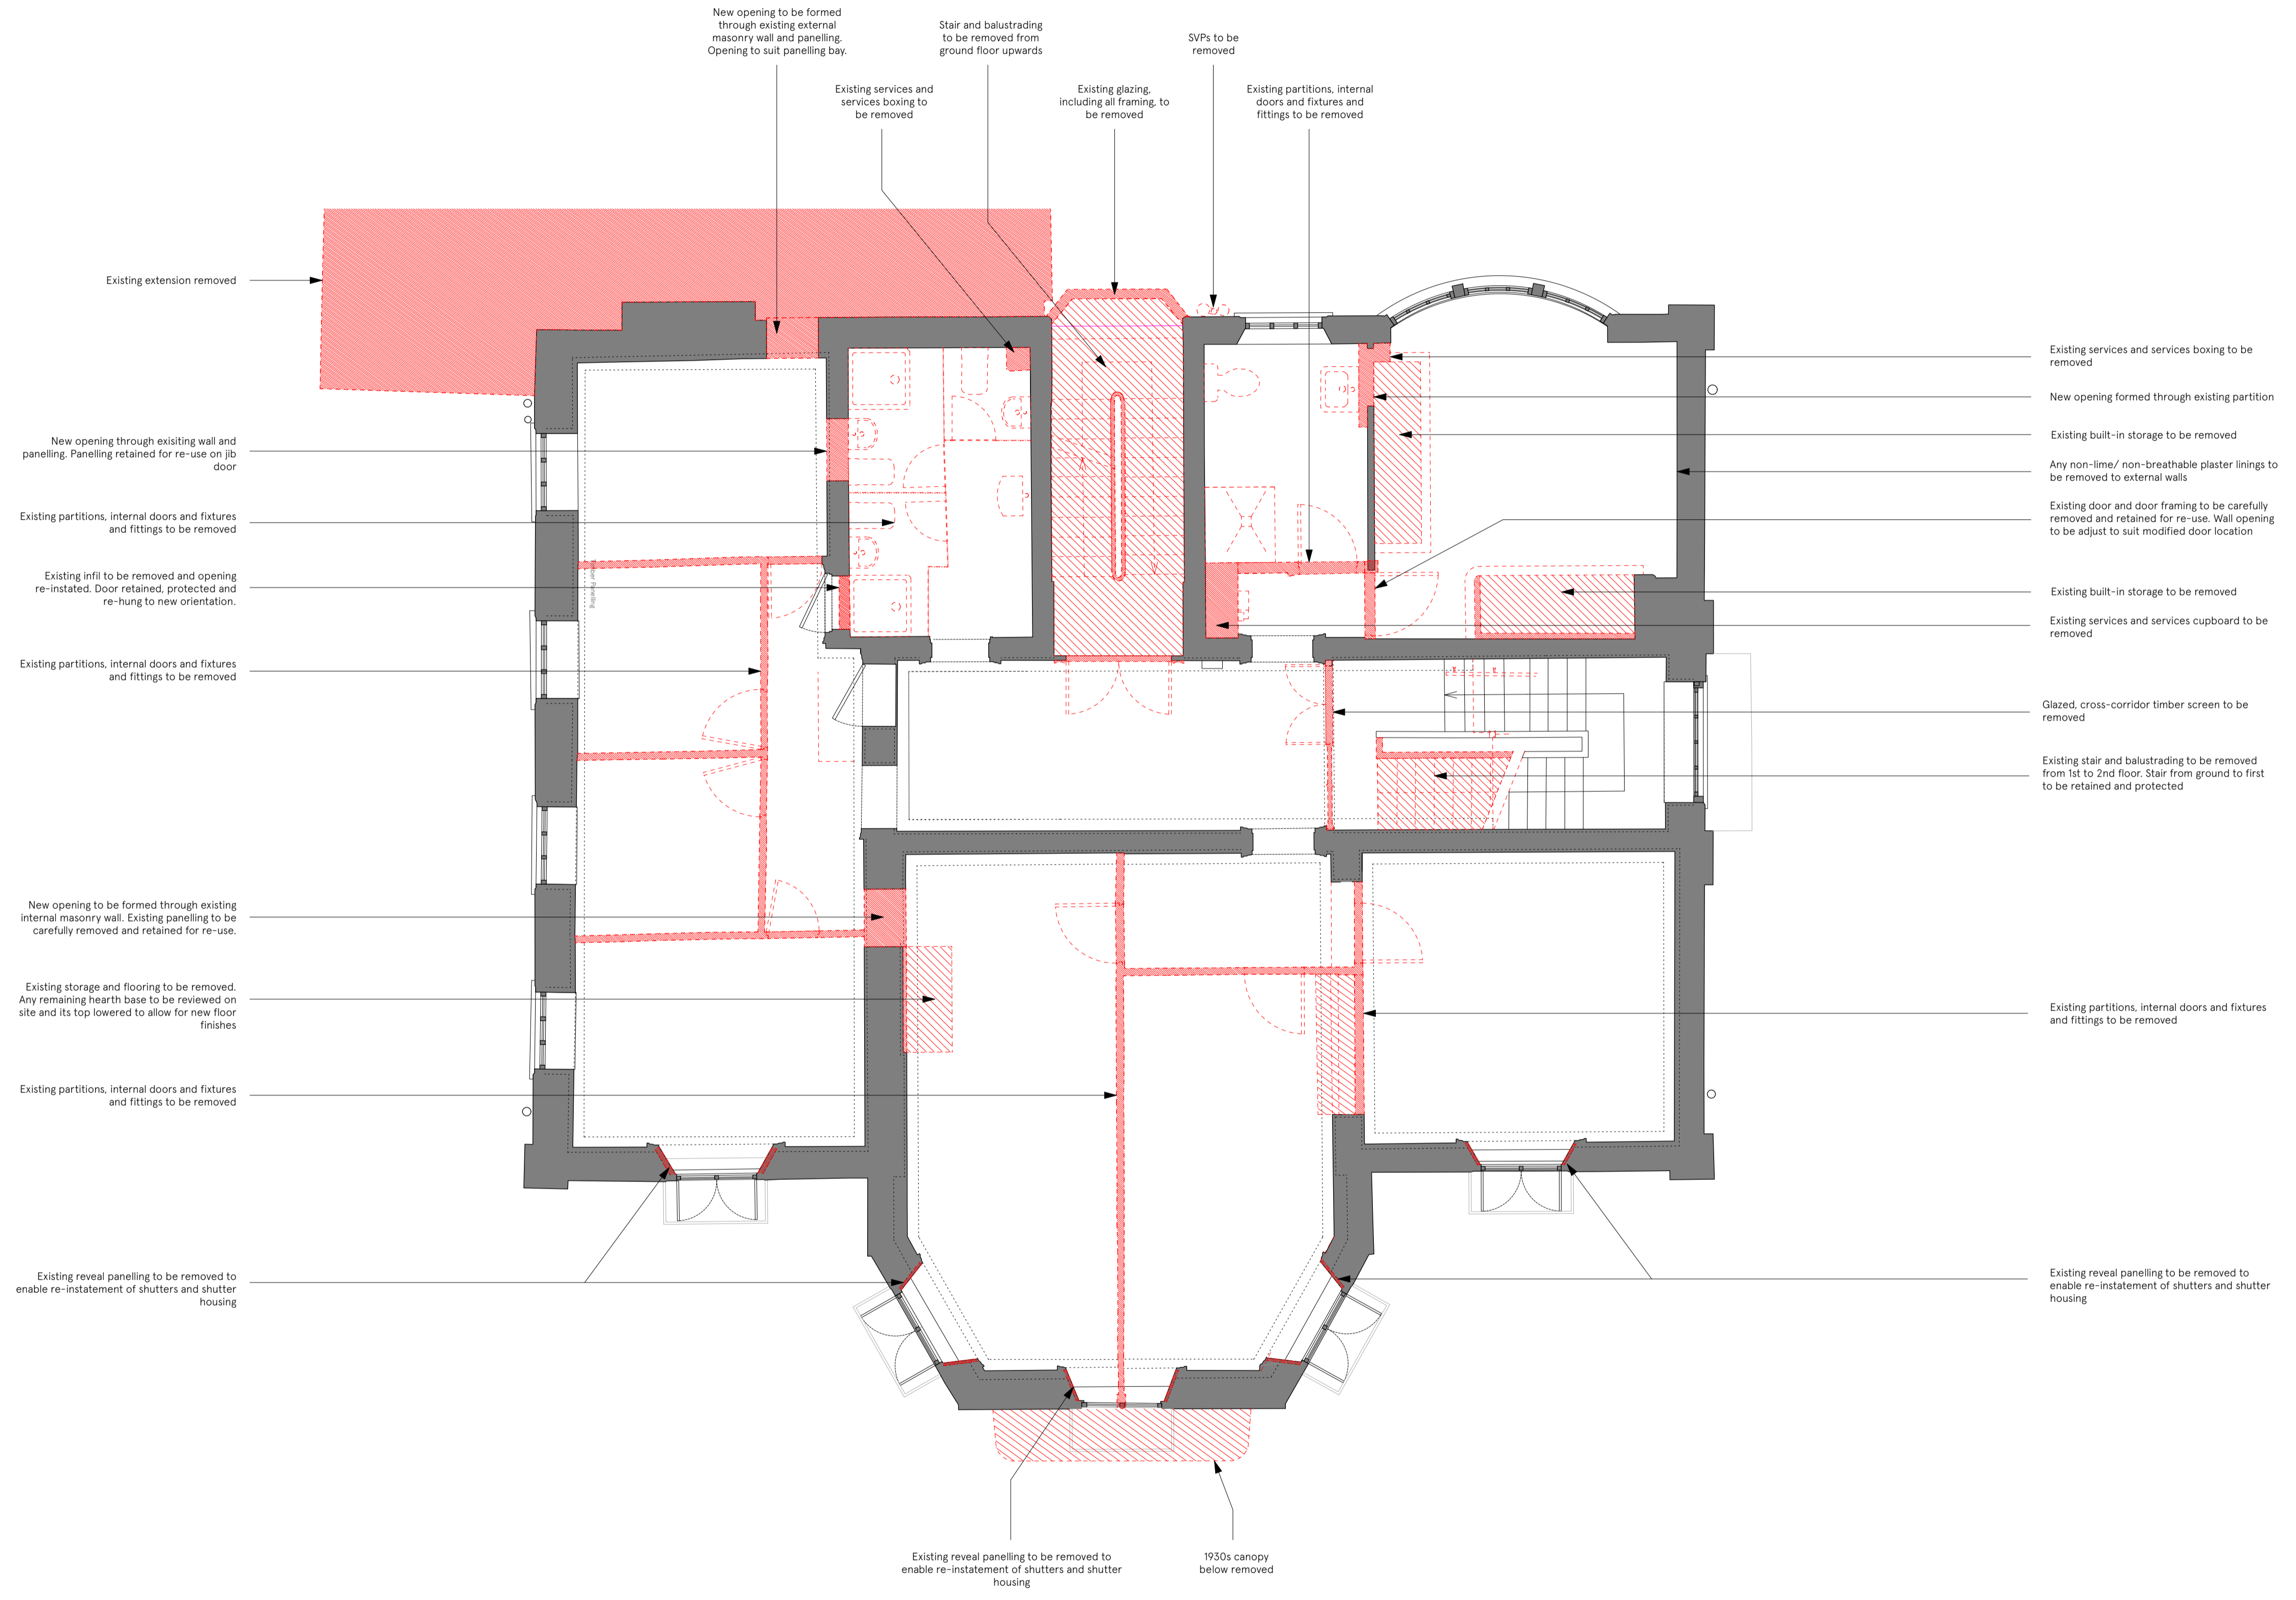 New opening to be formed
through existing external
masonry wall and panelling.
Opening to suit panelling bay.
Stair and balustrading
to be removed from
ground floor upwards
SVPs to be
removed
Existing services and
services boxing to
be removed
Existing glazing,
including all framing, to
be removed
Existing partitions, internal
doors and fixtures and
fittings to be removed
Existing extension removed
New opening through exisiting wall and
panelling. Panelling retained for re-use on jib
door
Existing partitions, internal doors and fixtures
and fittings to be removed
Existing infil to be removed and opening
re-instated. Door retained, protected and
re-hung to new orientation.
Existing partitions, internal doors and fixtures
and fittings to be removed
New opening to be formed through existing
internal masonry wall. Existing panelling to be
carefully removed and retained for re-use.
Existing storage and flooring to be removed.
Any remaining hearth base to be reviewed on
site and its top lowered to allow for new floor
finishes
Existing partitions, internal doors and fixtures
and fittings to be removed
Existing reveal panelling to be removed to
enable re-instatement of shutters and shutter
housing
Panelling
Existing services and services boxing to be
removed
New opening formed through existing partition
Existing built-in storage to be removed
Any non-lime/ non-breathable plaster linings to
be removed to external walls
Existing door and door framing to be carefully
removed and retained for re-use. Wall opening
to be adjust to suit modified door location
Existing built-in storage to be removed
Existing services and services cupboard to be
removed
Glazed, cross-corridor timber screen to be
removed
Existing stair and balustrading to be removed
from 1st to 2nd floor. Stair from ground to first
to be retained and protected
Existing partitions, internal doors and fixtures
and fittings to be removed
Existing reveal panelling to be removed to
enable re-instatement of shutters and shutter
housing
Existing reveal panelling to be removed to
enable re-instatement of shutters and shutter
housing
1930s canopy
below removed